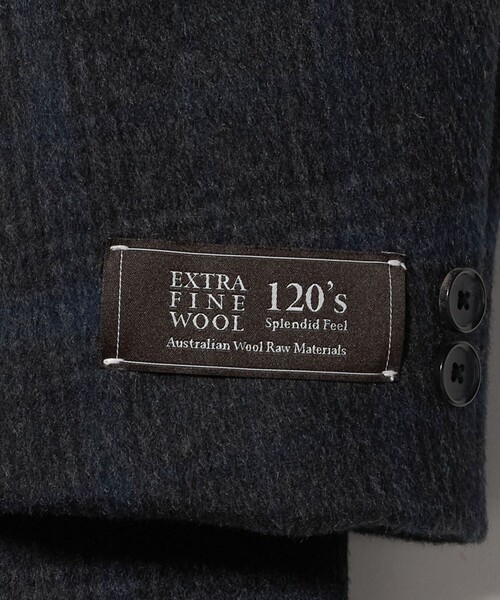 EXTRA
FINE
WOOL
120's
Splendid Feel
Australian Wool Raw Materials